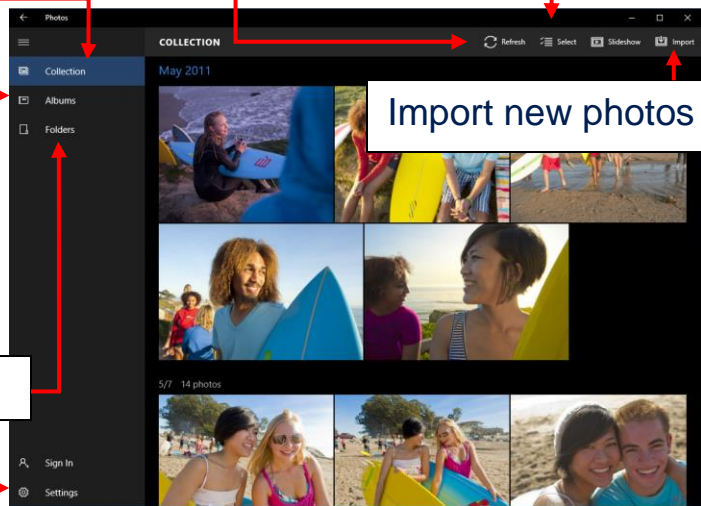 Photos
COLLECTION
Refresh
Select
Slideshow
Import
Collection
May 2011
Albums
Import new photos
Folders
5/7 14 photos
Sign In
Settings